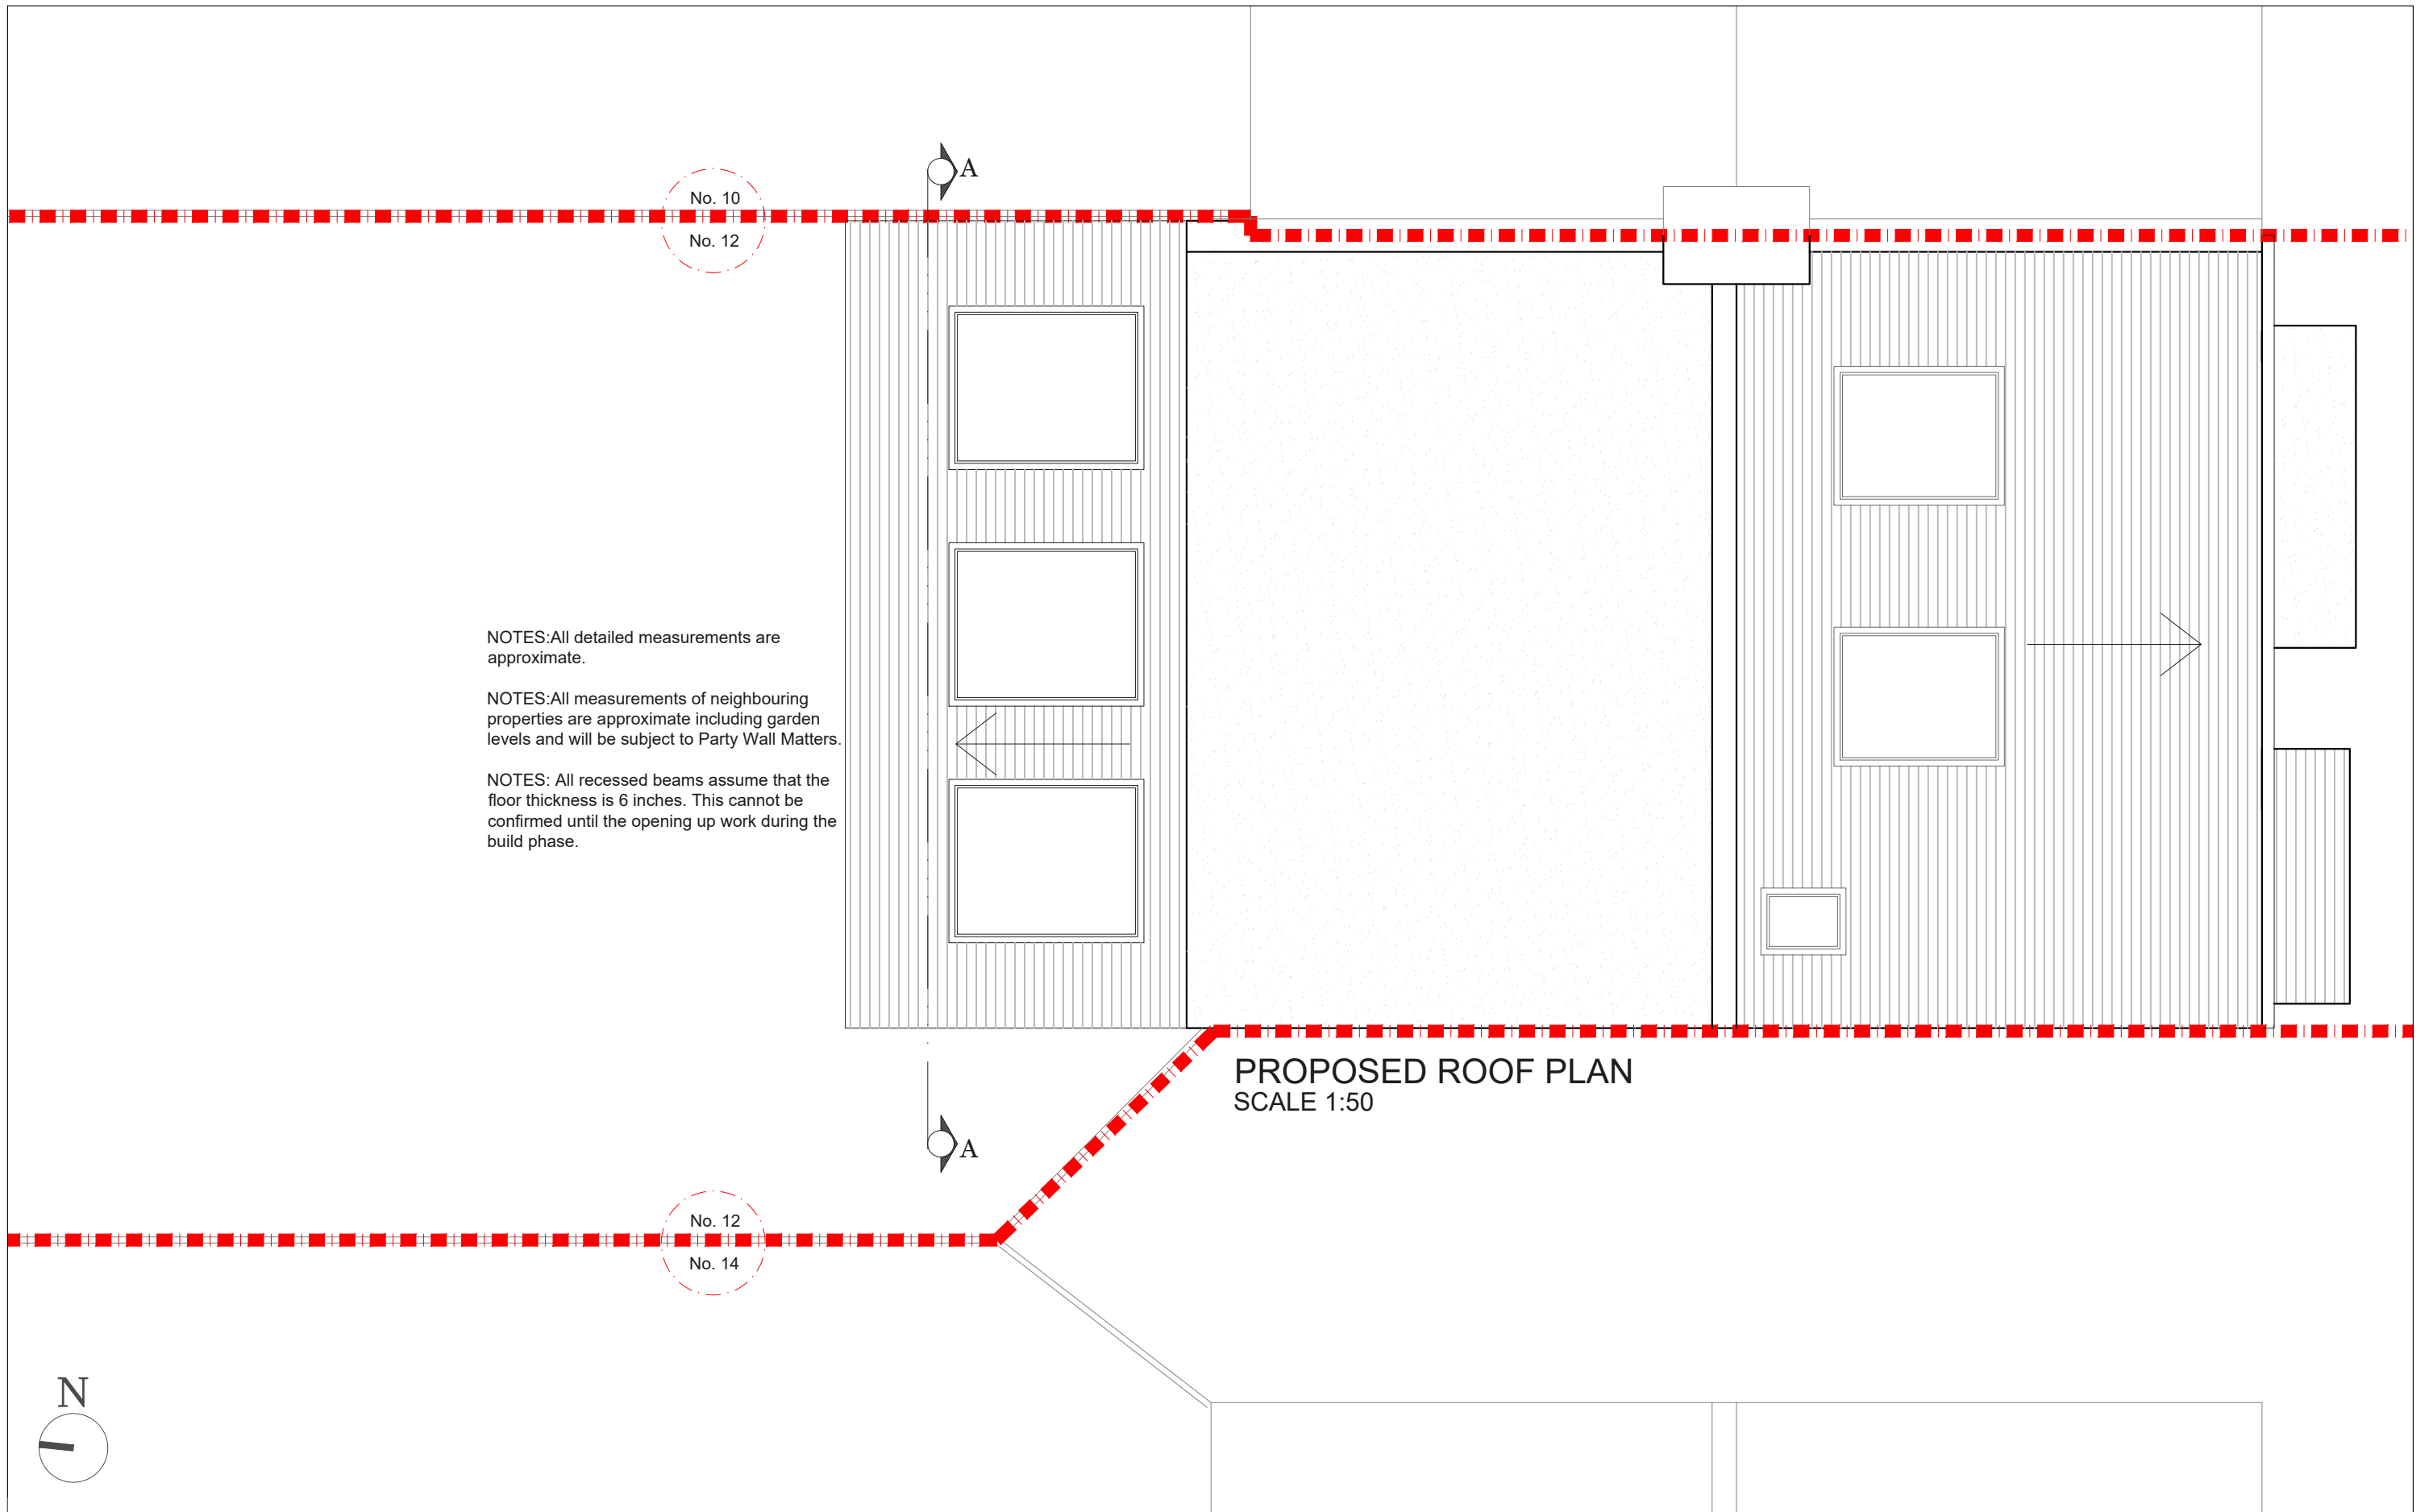 A
No. 10
No. 12
NOTES:All detailed measurements are
approximate.
NOTES:All measurements of neighbouring
properties are approximate including garden
levels and will be subject to Party Wall Matters.
NOTES: All recessed beams assume that the
floor thickness is 6 inches. This cannot be
confirmed until the opening up work during the
build phase.
PROPOSED ROOF PLAN
SCALE 1:50
A
No. 12
No. 14
N